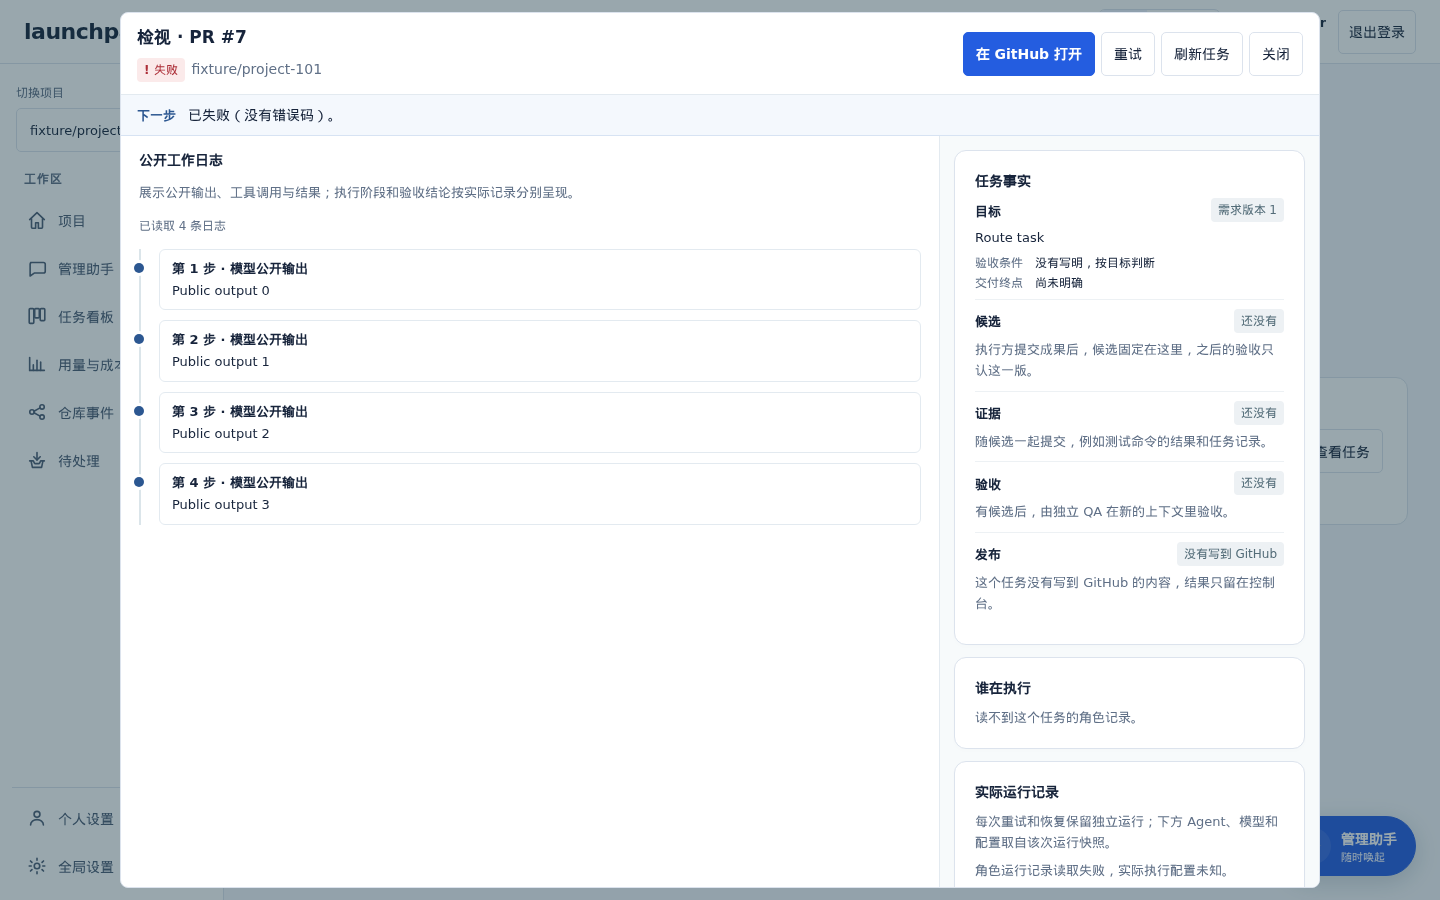 launchp
r
退出登录
切换项目
fixture/project
工作区
项目
管理助手
任务看板
用量与成本
仓库事件
待处理
个人设置
全局设置
检视 · PR #7
! 失败
fixture/project-101
在 GitHub 打开
重试
刷新任务
关闭
下一步 已失败（没有错误码）。
公开工作日志
展示公开输出、工具调用与结果；执行阶段和验收结论按实际记录分别呈现。
已读取 4 条日志
第 1 步 · 模型公开输出
Public output 0
第 2 步 · 模型公开输出
Public output 1
第 3 步 · 模型公开输出
Public output 2
第 4 步 · 模型公开输出
Public output 3
任务事实
目标 需求版本 1
Route task
验收条件 没有写明，按目标判断
交付终点 尚未明确
候选 还没有
执行方提交成果后，候选固定在这里，之后的验收只
认这一版。
证据 还没有
随候选一起提交，例如测试命令的结果和任务记录。
验收 还没有
有候选后，由独立 QA 在新的上下文里验收。
发布 没有写到 GitHub
这个任务没有写到 GitHub 的内容，结果只留在控制
台。
谁在执行
读不到这个任务的角色记录。
实际运行记录
每次重试和恢复保留独立运行；下方 Agent、模型和
配置取自该次运行快照。
角色运行记录读取失败，实际执行配置未知。
查看任务
管理助手
随时唤起